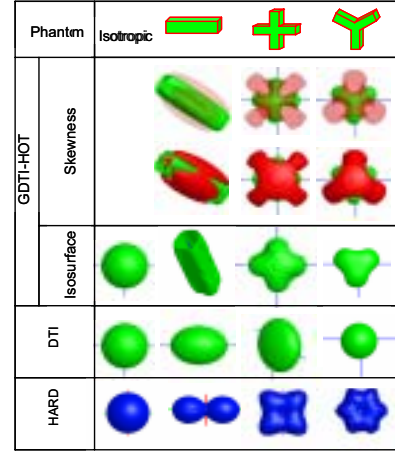 Phantom Isotropic
GDTI-HOT
Skewness
Isosurface
DTI
HARD